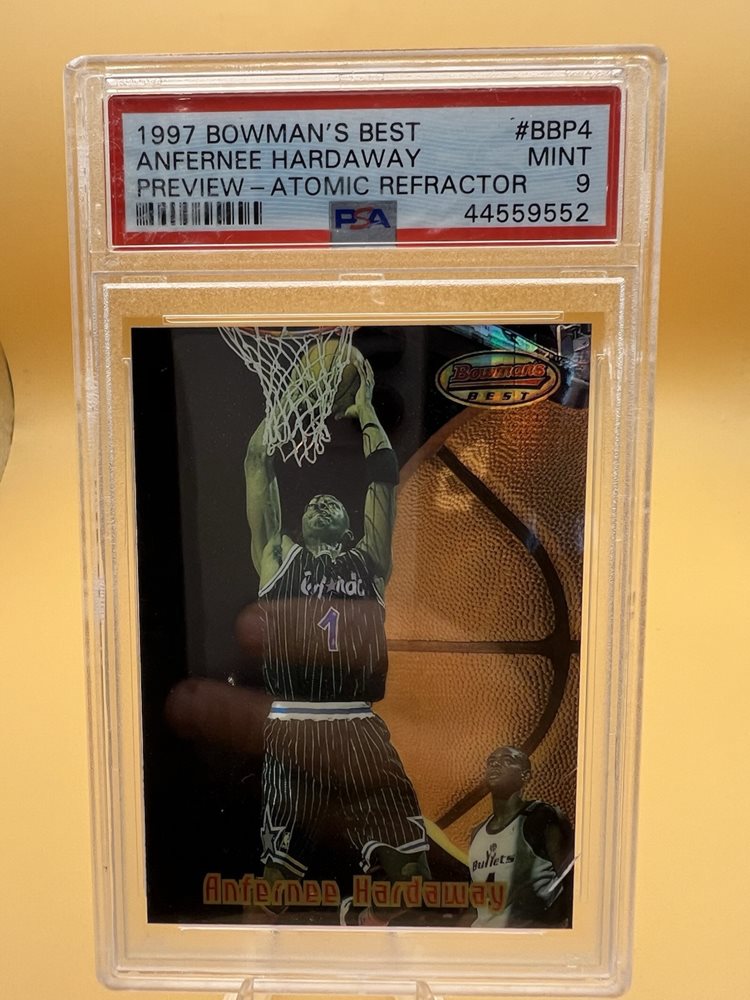 1997 BOWMAN'S BEST #BBP4
ANFERNEE HARDAWAY MINT
PREVIEW – ATOMIC REFRACTOR 9
PSA 44559552
Bowman's
BEST
Orlando
1
Bullets
4
Anfernee Hardaway